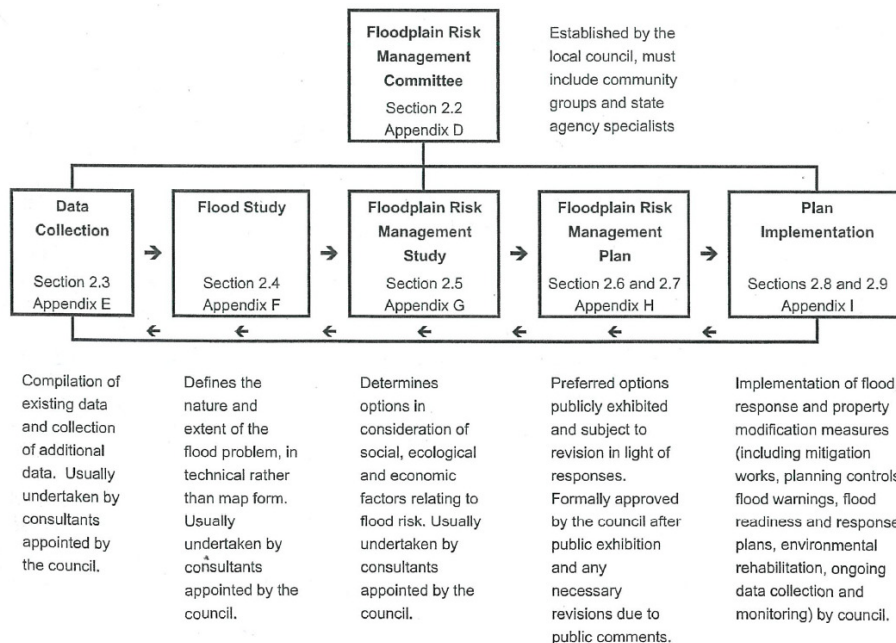 Floodplain Risk
Management
Committee
Section 2.2
Appendix D
Established by the
local council, must
include community
groups and state
agency specialists
Data
Collection
Section 2.3
Appendix E
→
Flood Study
Section 2.4
Appendix F
→
Floodplain Risk
Management
Study
Section 2.5
Appendix G
→
Floodplain Risk
Management
Plan
Section 2.6 and 2.7
Appendix H
→
Plan
Implementation
Sections 2.8 and 2.9
Appendix I
← ← ← ← ← ← ←
Compilation of
existing data
and collection
of additional
data. Usually
undertaken by
consultants
appointed by
the council.
Defines the
nature and
extent of the
flood problem, in
technical rather
than map form.
Usually
undertaken by
consultants
appointed by the
council.
Determines
options in
consideration of
social, ecological
and economic
factors relating to
flood risk. Usually
undertaken by
consultants
appointed by the
council.
Preferred options
publicly exhibited
and subject to
revision in light of
responses.
Formally approved
by the council after
public exhibition
and any
necessary
revisions due to
public comments.
Implementation of flood
response and property
modification measures
(including mitigation
works, planning controls
flood warnings, flood
readiness and response
plans, environmental
rehabilitation, ongoing
data collection and
monitoring) by council.